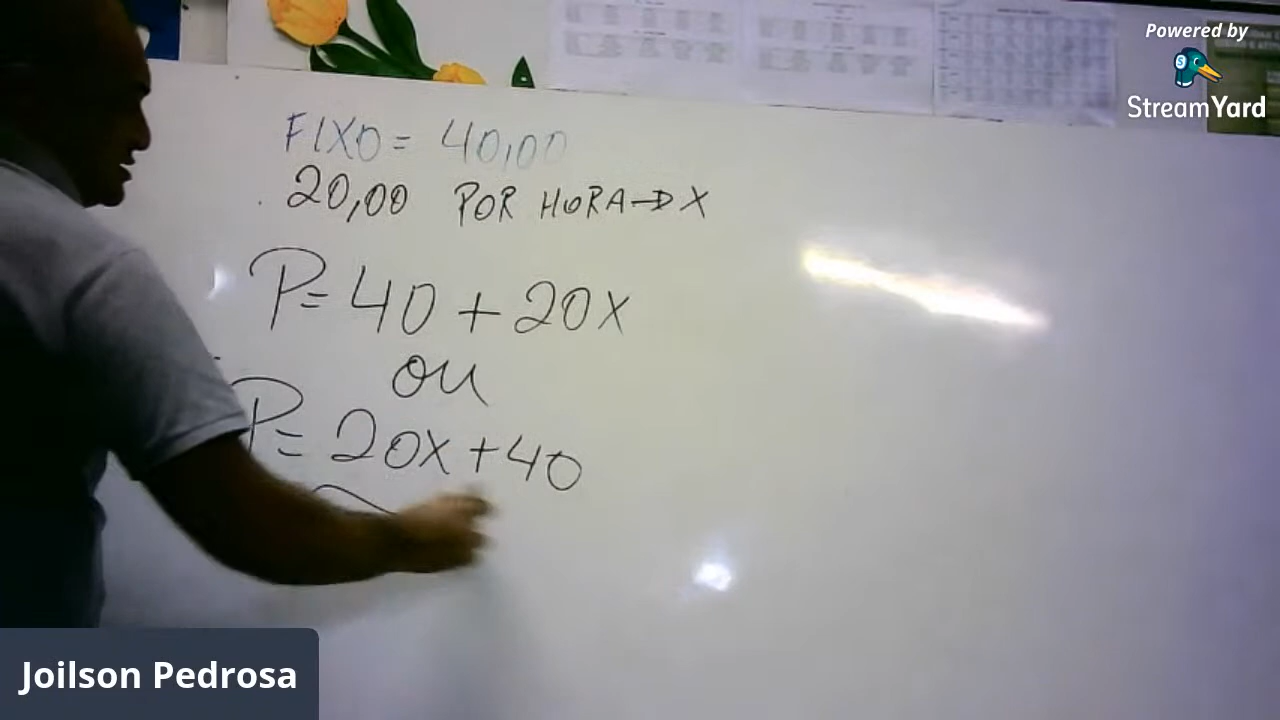 Powered by
StreamYard
FIXO = 40,00
20,00 POR HORA → X
P = 40 + 20X
ou
P = 20X + 40
Joilson Pedrosa